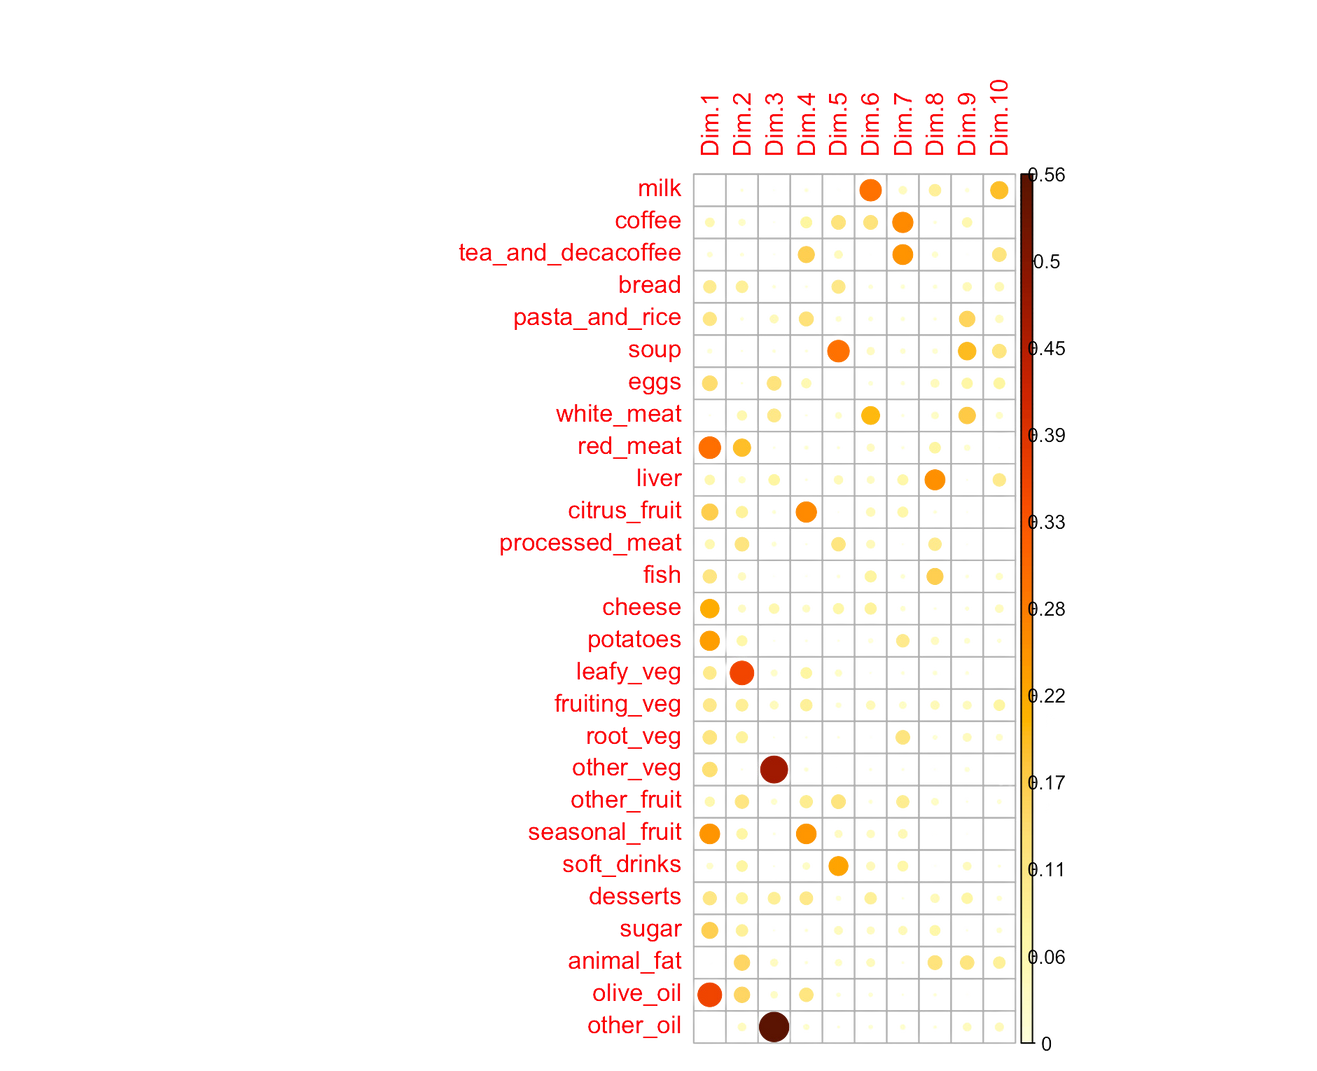 Dim.1 Dim.2 Dim.3 Dim.4 Dim.5 Dim.6 Dim.7 Dim.8 Dim.9 Dim.10
milk
coffee
tea_and_decacoffee
bread
pasta_and_rice
soup
eggs
white_meat
red_meat
liver
citrus_fruit
processed_meat
fish
cheese
potatoes
leafy_veg
fruiting_veg
root_veg
other_veg
other_fruit
seasonal_fruit
soft_drinks
desserts
sugar
animal_fat
olive_oil
other_oil
0.56
0.5
0.45
0.39
0.33
0.28
0.22
0.17
0.11
0.06
0